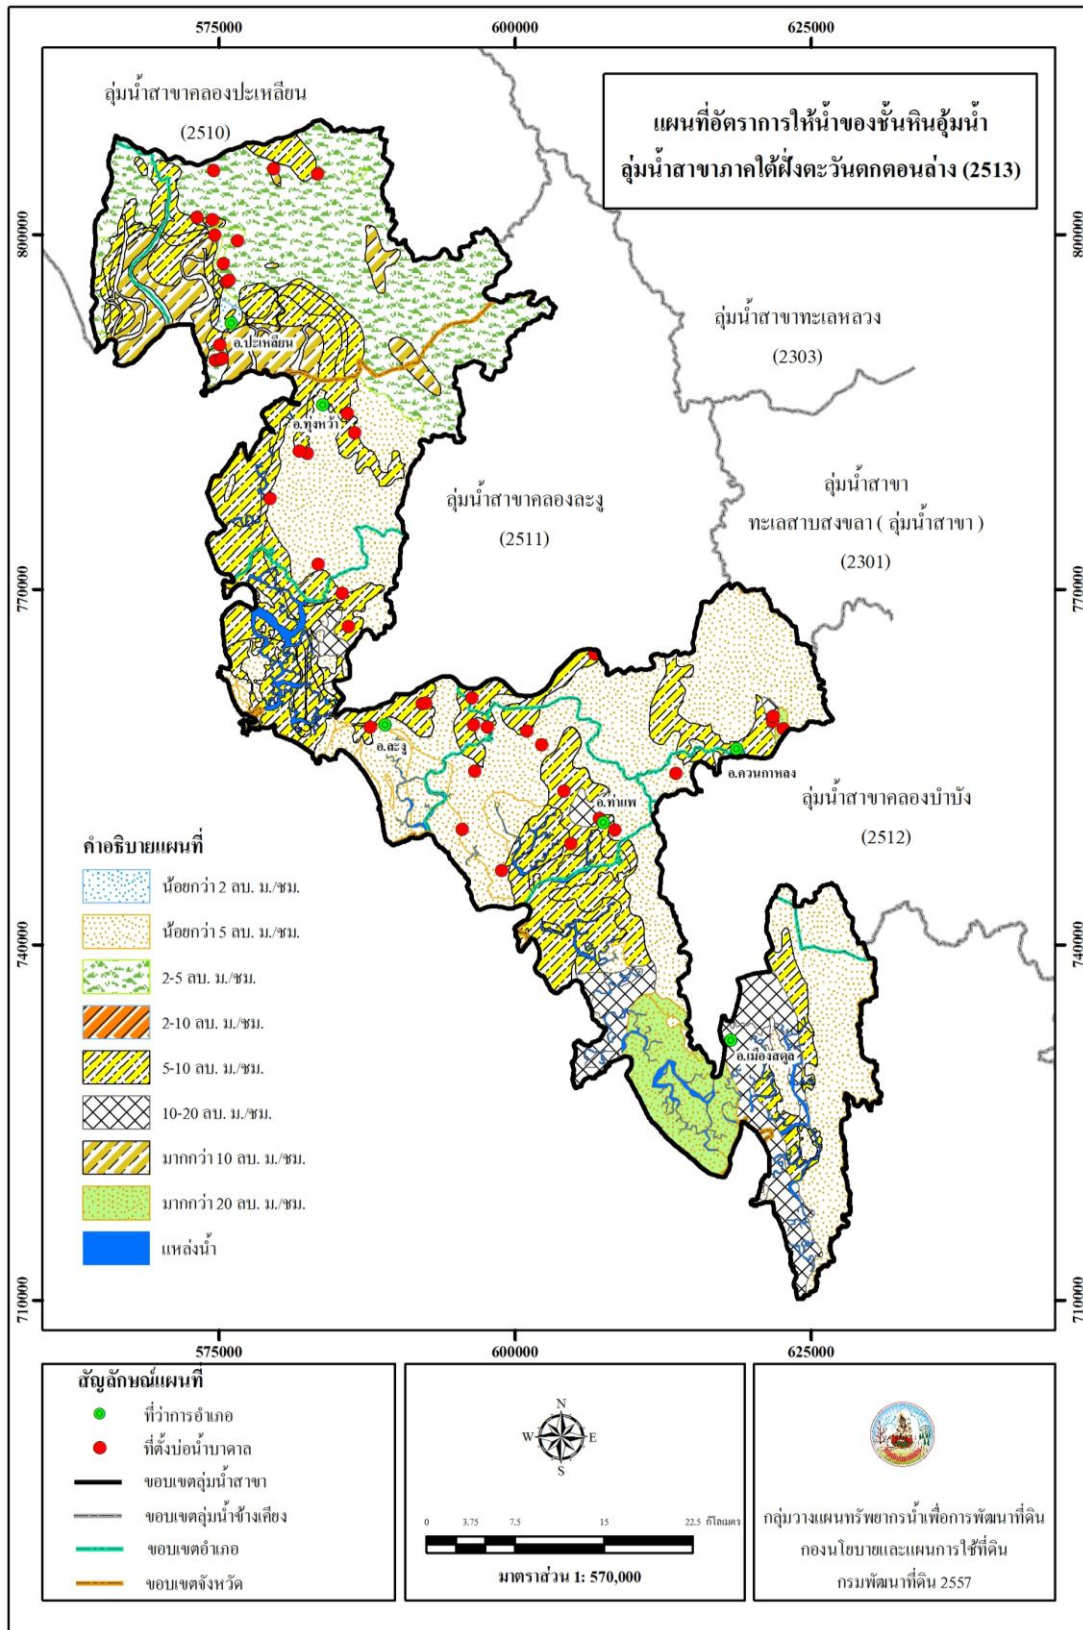 575000 600000 625000
800000
770000
740000
710000
800000
770000
740000
710000
แผนที่อัตราการให้น้ำของชั้นหินอุ้มน้ำ
ลุ่มน้ำสาขาภาคใต้ฝั่งตะวันตกตอนล่าง (2513)
ลุ่มน้ำสาขาคลองปะเหลียน
(2510)
ลุ่มน้ำสาขาทะเลหลวง
(2303)
อ.ปะเหลียน
อ.ทุ่งหว้า
ลุ่มน้ำสาขาคลองละงู
(2511)
ลุ่มน้ำสาขา
ทะเลสาบสงขลา ( ลุ่มน้ำสาขา )
(2301)
อ.ละงู
อ.ควนกาหลง
อ.ท่าแพ
ลุ่มน้ำสาขาคลองบำบัง
(2512)
อ.เมืองสตูล
คำอธิบายแผนที่
น้อยกว่า 2 ลบ. ม./ชม.
น้อยกว่า 5 ลบ. ม./ชม.
2-5 ลบ. ม./ชม.
2-10 ลบ. ม./ชม.
5-10 ลบ. ม./ชม.
10-20 ลบ. ม./ชม.
มากกว่า 10 ลบ. ม./ชม.
มากกว่า 20 ลบ. ม./ชม.
แหล่งน้ำ
575000 600000 625000
สัญลักษณ์แผนที่
ที่ว่าการอำเภอ
ที่ตั้งบ่อน้ำบาดาล
ขอบเขตลุ่มน้ำสาขา
ขอบเขตลุ่มน้ำข้างเคียง
ขอบเขตอำเภอ
ขอบเขตจังหวัด
N
W E
S
0 3.75 7.5 15 22.5 กิโลเมตร
มาตราส่วน 1: 570,000
กลุ่มวางแผนทรัพยากรน้ำเพื่อการพัฒนาที่ดิน
กองนโยบายและแผนการใช้ที่ดิน
กรมพัฒนาที่ดิน 2557